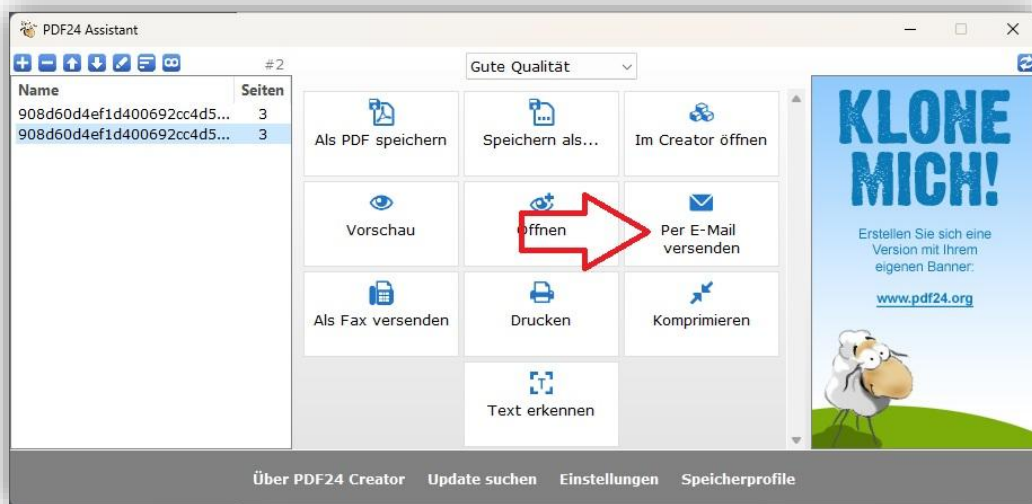 PDF24 Assistant
#2
Gute Qualität
Name Seiten
908d60d4ef1d400692cc4d5... 3
908d60d4ef1d400692cc4d5... 3
Als PDF speichern
Speichern als...
Im Creator öffnen
Vorschau
Öffnen
Per E-Mail
versenden
Als Fax versenden
Drucken
Komprimieren
Text erkennen
KLONE
MICH!
Erstellen Sie sich eine
Version mit Ihrem
eigenen Banner:
www.pdf24.org
Über PDF24 Creator Update suchen Einstellungen Speicherprofile